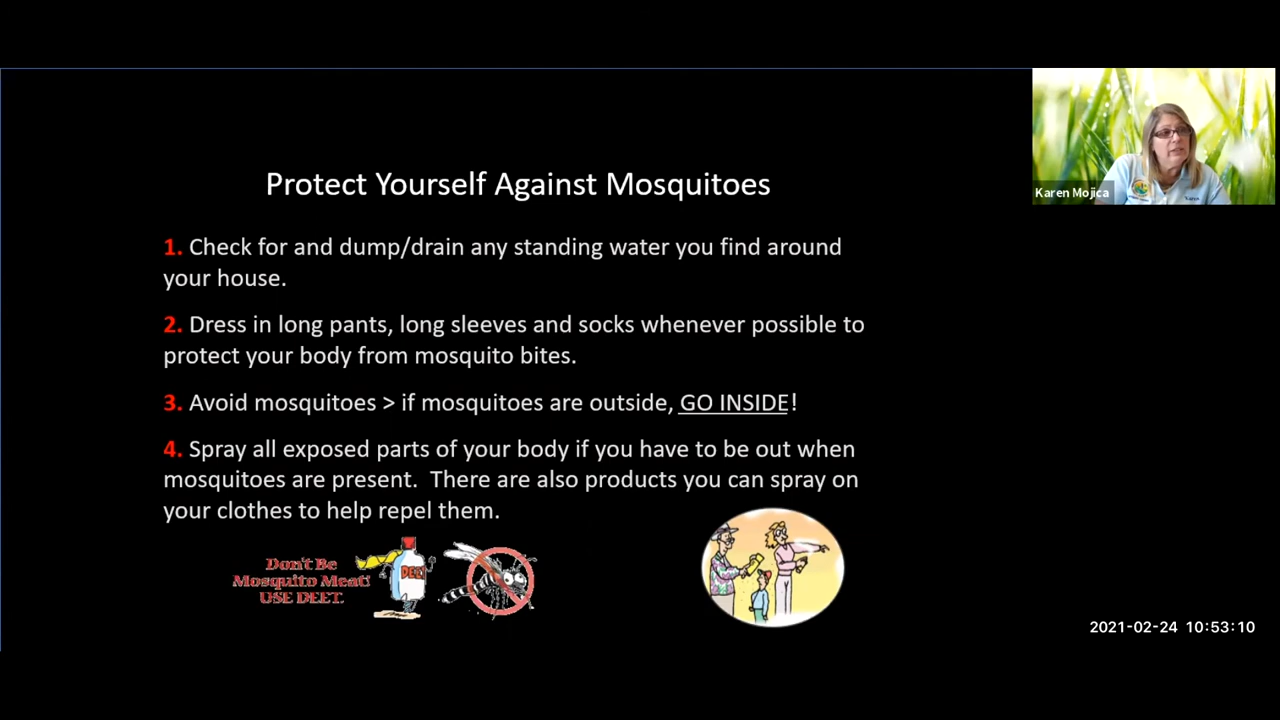 Protect Yourself Against Mosquitoes
1. Check for and dump/drain any standing water you find around
your house.
2. Dress in long pants, long sleeves and socks whenever possible to
protect your body from mosquito bites.
3. Avoid mosquitoes > if mosquitoes are outside, GO INSIDE!
4. Spray all exposed parts of your body if you have to be out when
mosquitoes are present.  There are also products you can spray on
your clothes to help repel them.
Don't Be
Mosquito Meat!
USE DEET.
DEET
Karen Mojica
2021-02-24 10:53:10